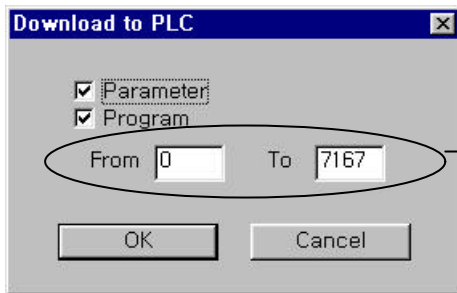 Download to PLC
Parameter
Program
From 0 To 7167
OK Cancel